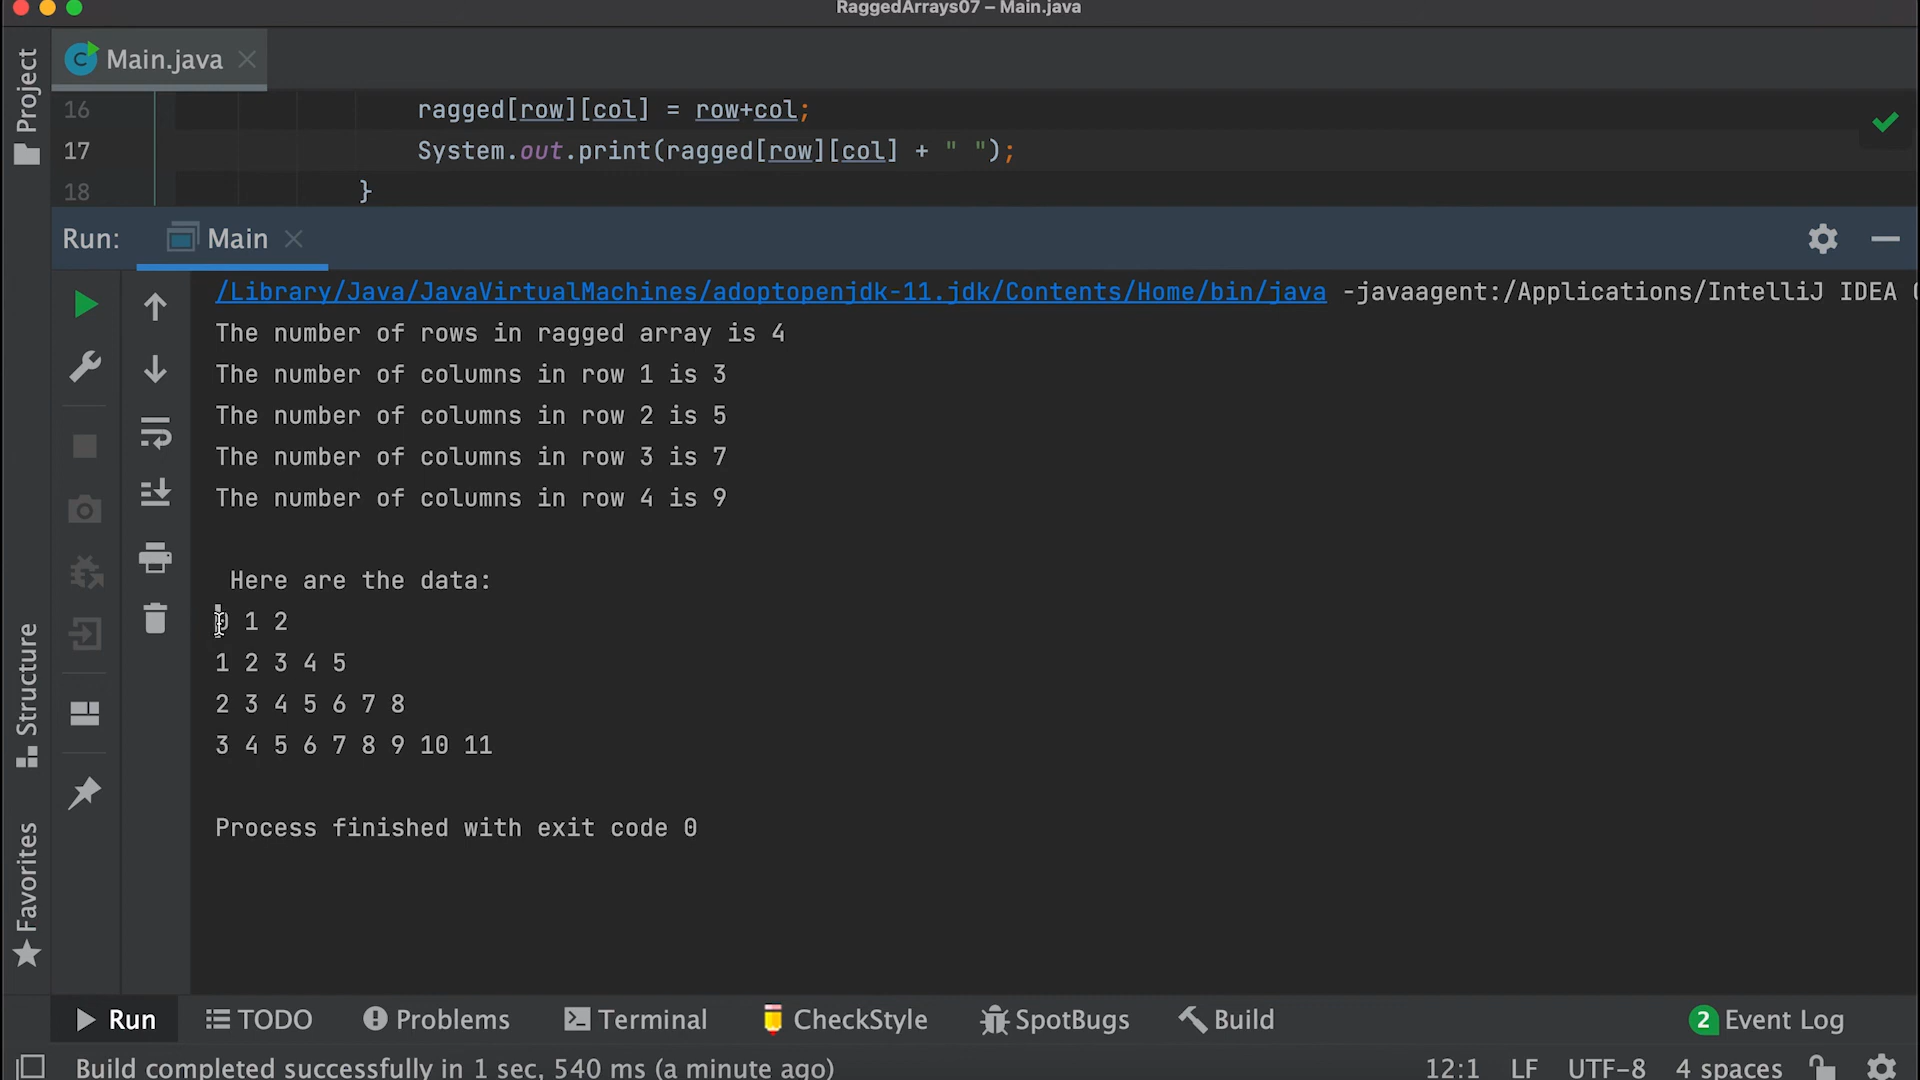 RaggedArrays07 – Main.java
Project
Main.java
16 ragged[row][col] = row+col;
17 System.out.print(ragged[row][col] + " ");
18 }
Run: Main
/Library/Java/JavaVirtualMachines/adoptopenjdk-11.jdk/Contents/Home/bin/java -javaagent:/Applications/IntelliJ IDEA
The number of rows in ragged array is 4
The number of columns in row 1 is 3
The number of columns in row 2 is 5
The number of columns in row 3 is 7
The number of columns in row 4 is 9
Here are the data:
0 1 2
1 2 3 4 5
2 3 4 5 6 7 8
3 4 5 6 7 8 9 10 11
Process finished with exit code 0
Structure
Favorites
Run TODO Problems Terminal CheckStyle SpotBugs Build 2 Event Log
Build completed successfully in 1 sec, 540 ms (a minute ago) 12:1 LF UTF-8 4 spaces